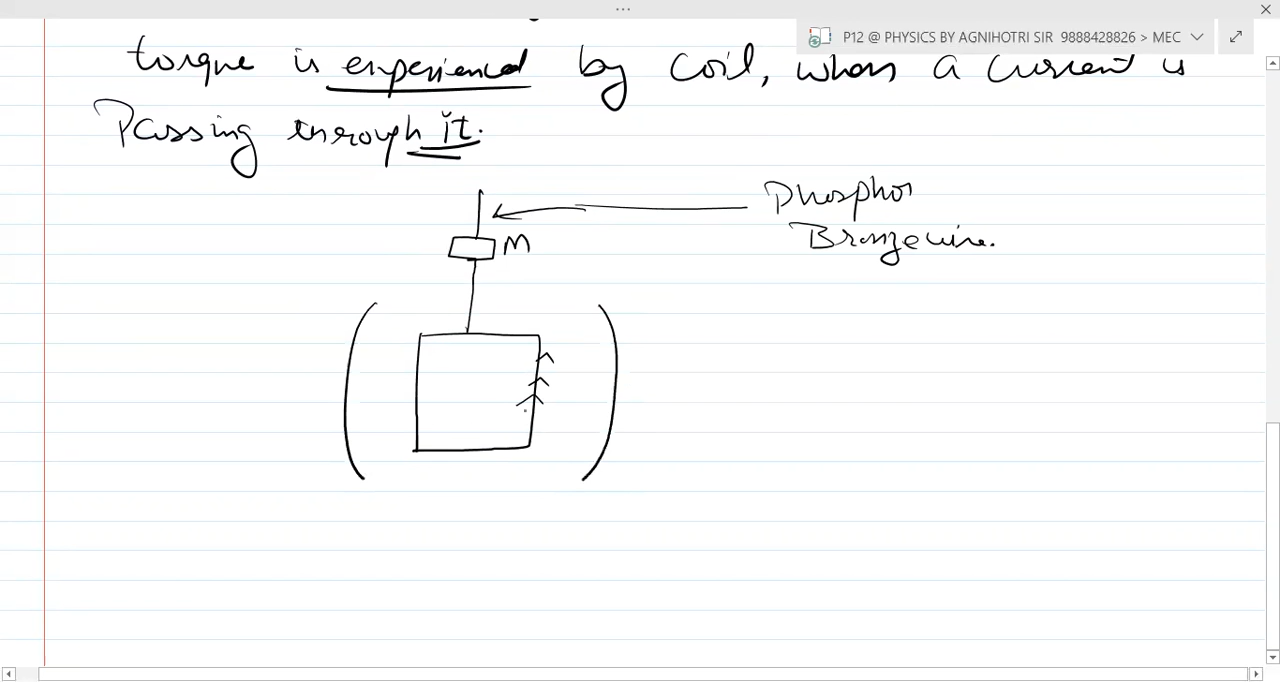 P12 @ PHYSICS BY AGNIHOTRI SIR 9888428826 > MEC
torque is experienced by coil, when a current is
Passing through it.
Phosphor
Bronze wire.
M